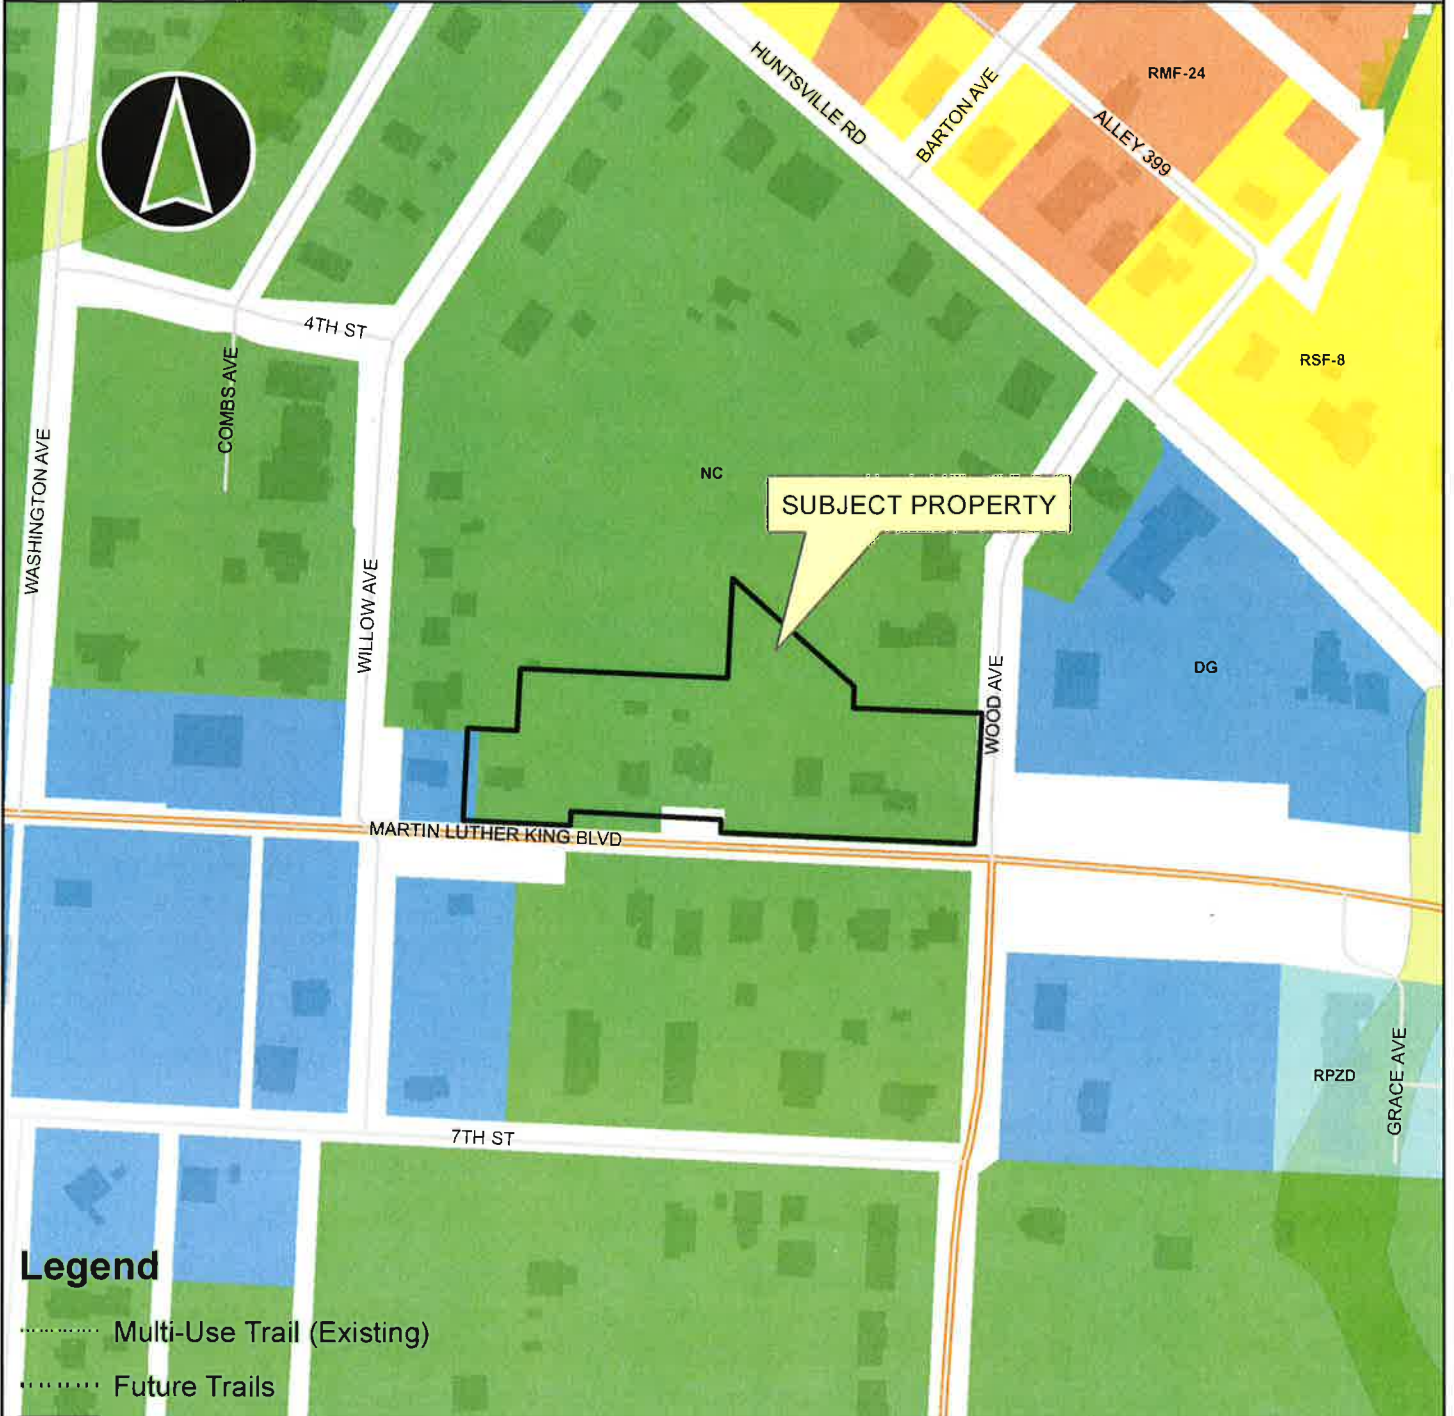 HUNTSVILLE RD
BARTON AVE
RMF-24
ALLEY 399
4TH ST
COMBS AVE
RSF-8
WASHINGTON AVE
NC
SUBJECT PROPERTY
WILLOW AVE
WOOD AVE
DG
MARTIN LUTHER KING BLVD
RPZD
GRACE AVE
7TH ST
Legend
Multi-Use Trail (Existing)
Future Trails